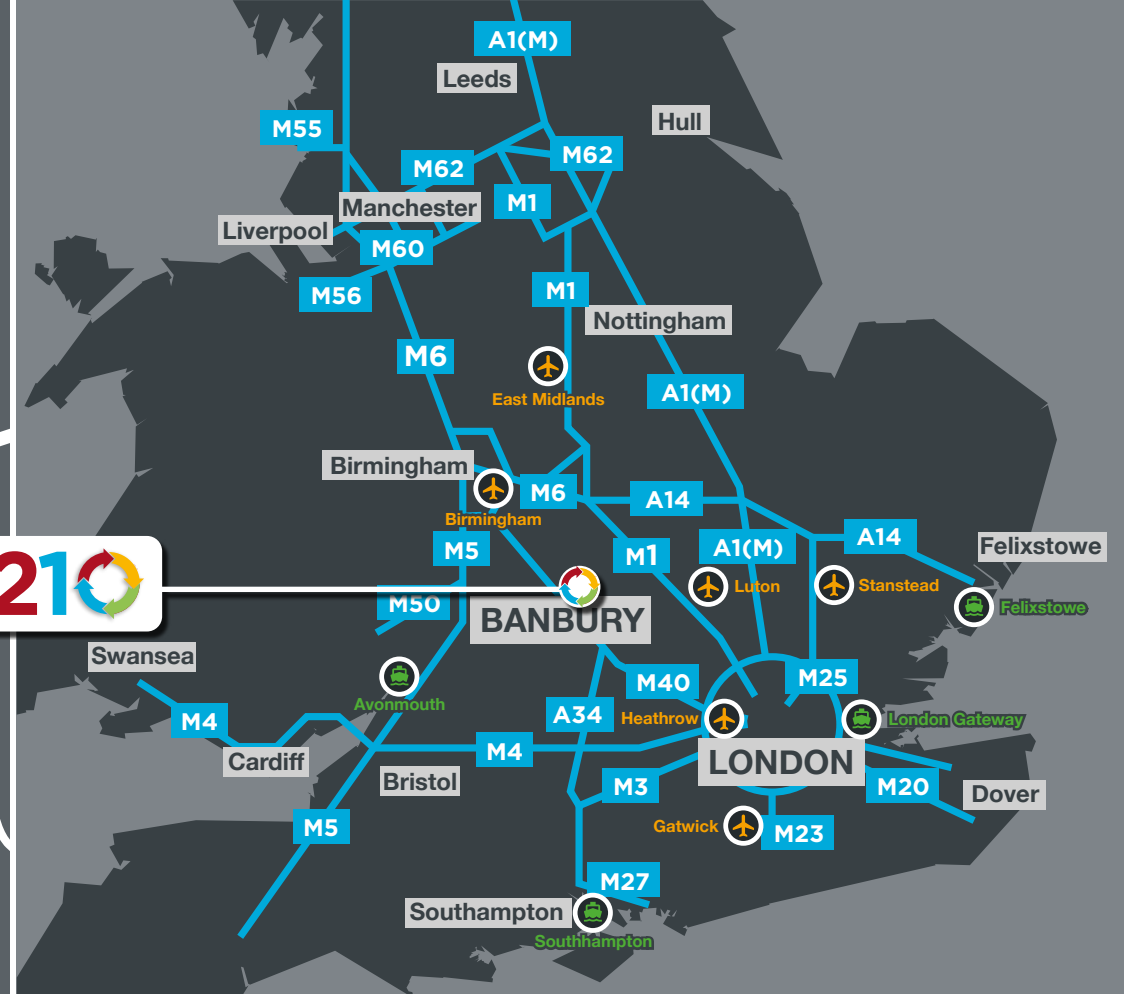 A1(M)
Leeds
Hull
M55
M62
M62
M1
Manchester
Liverpool
M60
M56
M1
Nottingham
M6
A1(M)
East Midlands
Birmingham
M6
A14
Birmingham
M5
M1
A1(M)
A14
Felixstowe
Luton
Stanstead
210
M50
BANBURY
Felixstowe
Swansea
M40
M25
Avonmouth
M4
A34
Heathrow
London Gateway
Cardiff
M4
LONDON
Bristol
M3
M20
Dover
M5
Gatwick
M23
M27
Southampton
Southhampton